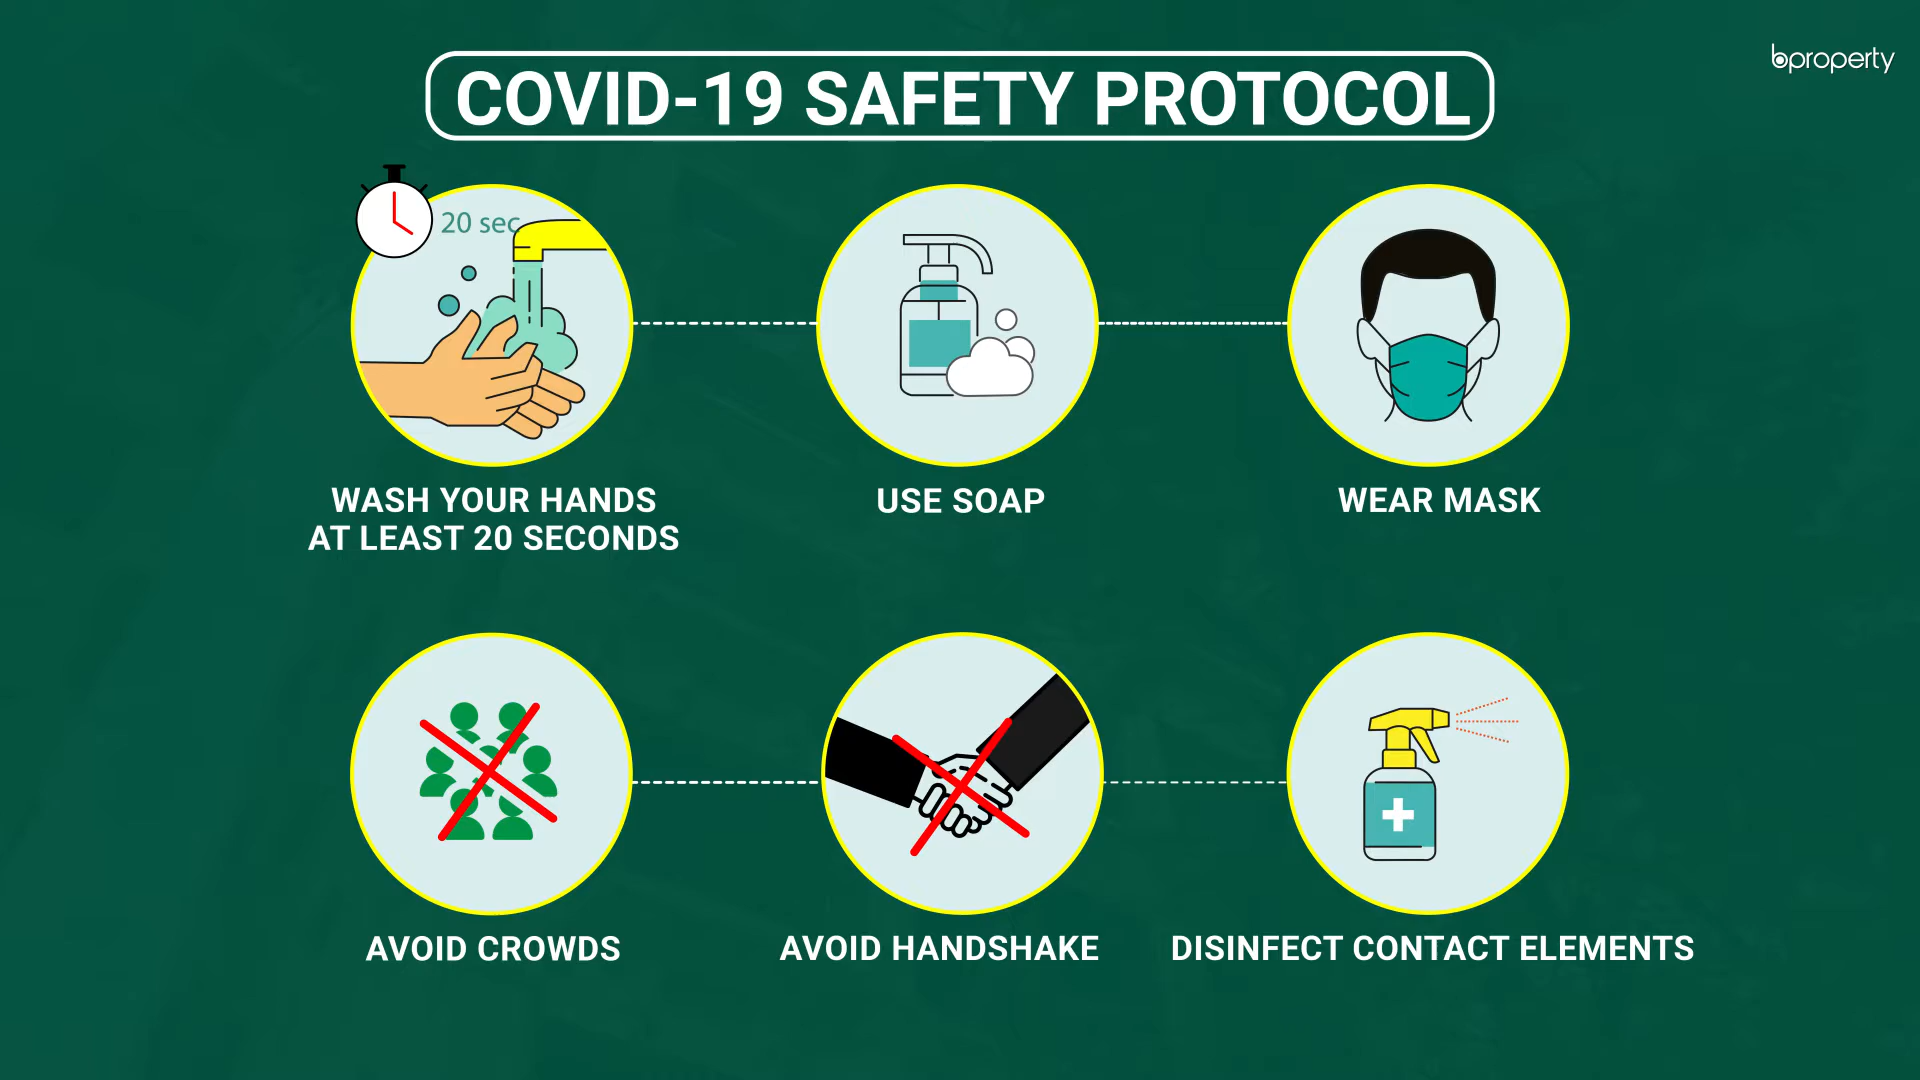 COVID-19 SAFETY PROTOCOL
bproperty
20 sec
WASH YOUR HANDS
AT LEAST 20 SECONDS
USE SOAP
WEAR MASK
AVOID CROWDS
AVOID HANDSHAKE
DISINFECT CONTACT ELEMENTS